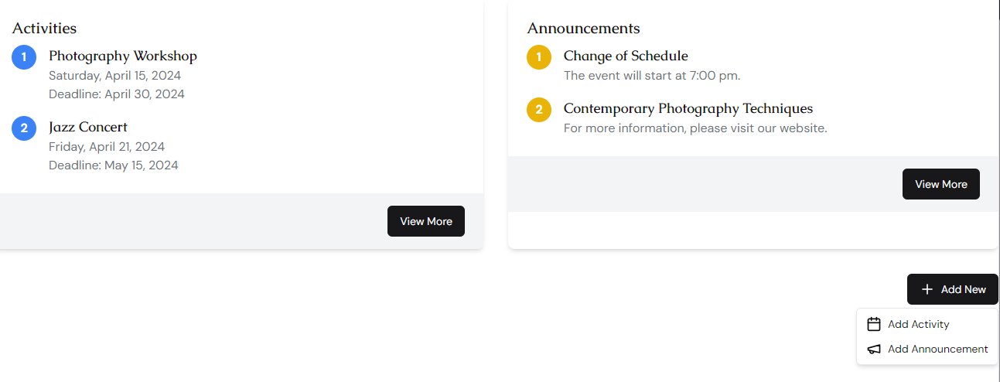 Activities
1
Photography Workshop
Saturday, April 15, 2024
Deadline: April 30, 2024
2
Jazz Concert
Friday, April 21, 2024
Deadline: May 15, 2024
View More
Announcements
1
Change of Schedule
The event will start at 7:00 pm.
2
Contemporary Photography Techniques
For more information, please visit our website.
View More
Add New
Add Activity
Add Announcement